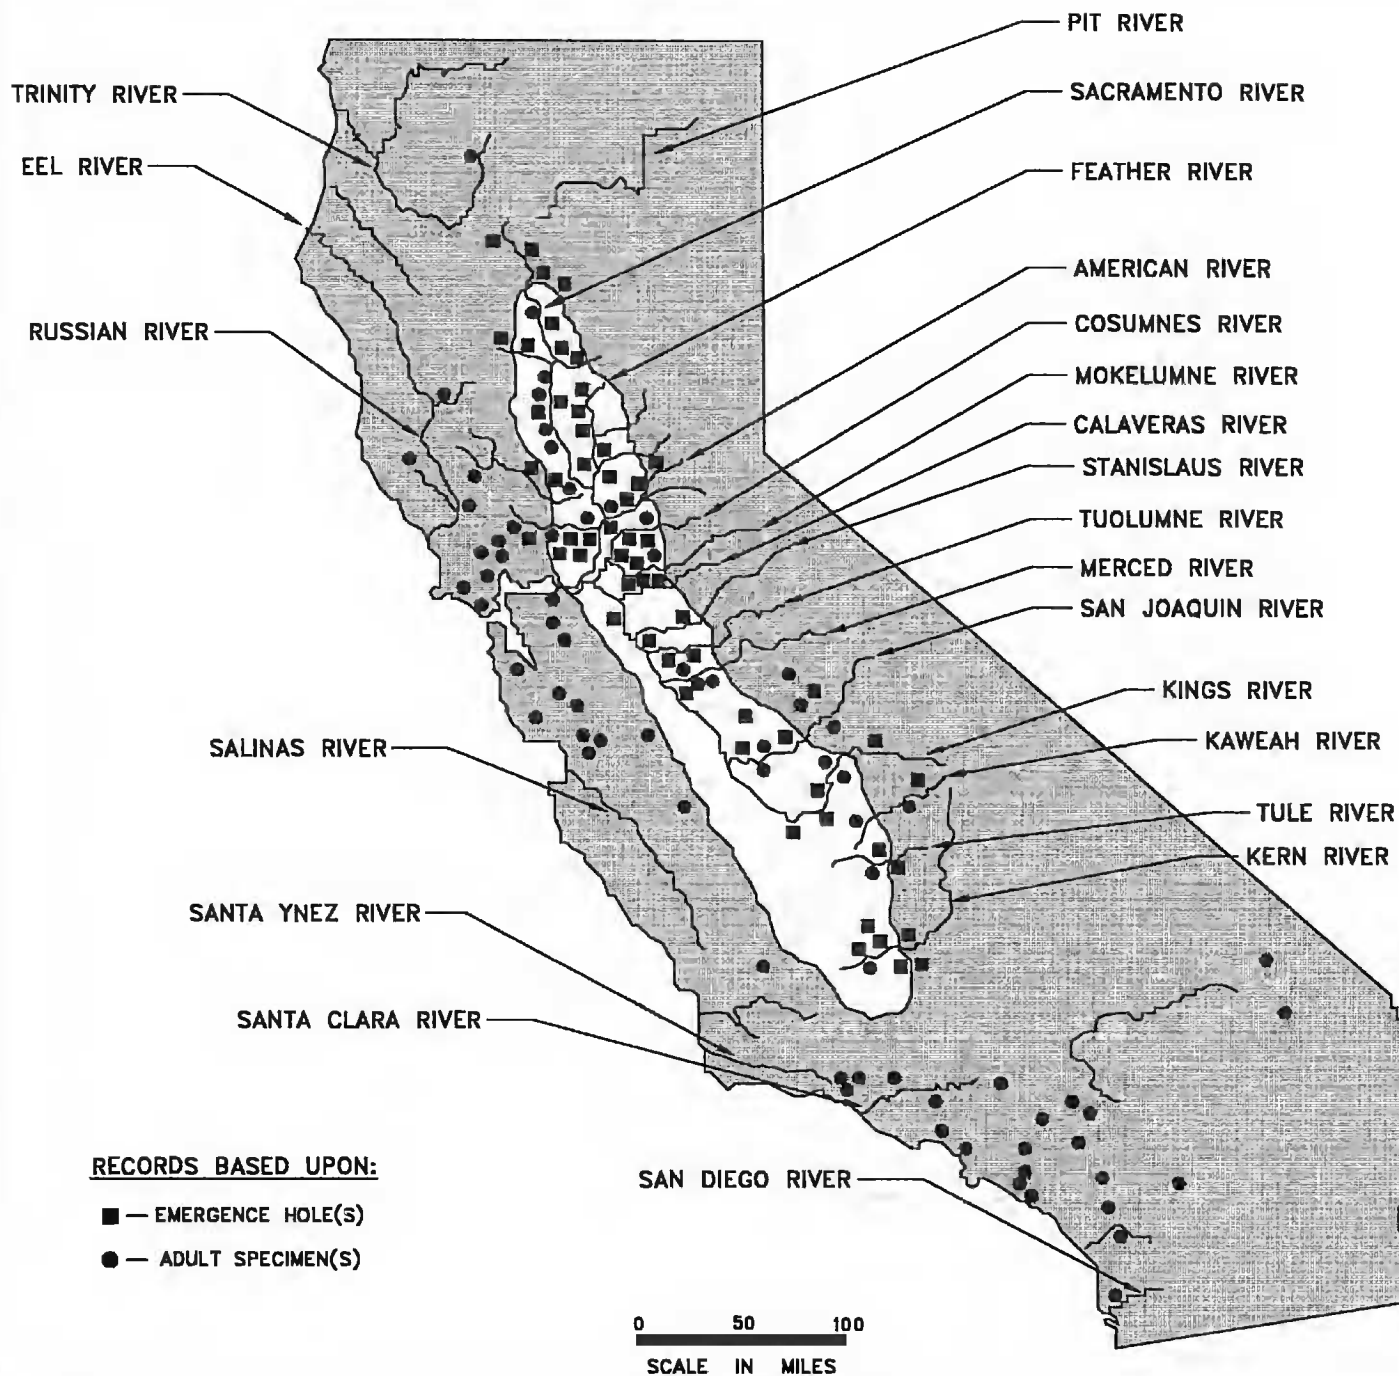 PIT RIVER
TRINITY RIVER
SACRAMENTO RIVER
EEL RIVER
FEATHER RIVER
AMERICAN RIVER
RUSSIAN RIVER
COSUMNES RIVER
MOKELUMNE RIVER
CALAVERAS RIVER
STANISLAUS RIVER
TUOLUMNE RIVER
MERCED RIVER
SAN JOAQUIN RIVER
KINGS RIVER
SALINAS RIVER
KAWEAH RIVER
TULE RIVER
KERN RIVER
SANTA YNEZ RIVER
SANTA CLARA RIVER
RECORDS BASED UPON:
SAN DIEGO RIVER
■ — EMERGENCE HOLE(S)
● — ADULT SPECIMEN(S)
0 50 100
SCALE IN MILES